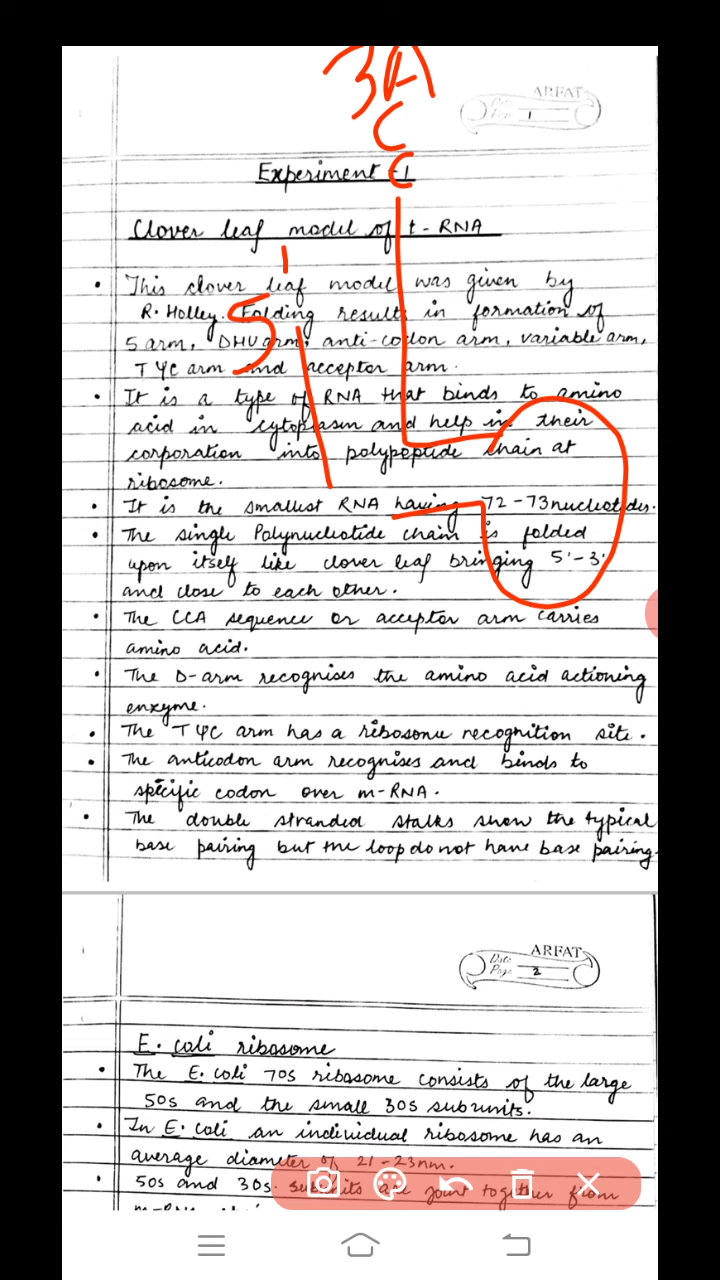 3 A
C
C
ARFAT
Date
Page 1
Experiment -1
Clover leaf model of t-RNA
• This clover leaf model was given by
R. Holley. Folding results in formation of
5 arm, DHU arm, anti-codon arm, variable arm,
TΨC arm and acceptor arm.
5'
• It is a type of RNA that binds to amino
acid in cytoplasm and help in their
corporation into polypeptide chain at
ribosome.
• It is the smallest RNA having 72-73 nucleotides.
• The single Polynucleotide chain is folded
upon itself like clover leaf bringing 5'-3'
and close to each other.
• The CCA sequence or acceptor arm carries
amino acid.
• The D-arm recognises the amino acid actioning
enxyme.
• The TΨC arm has a ribosome recognition site.
• The anticodon arm recognises and binds to
specific codon over m-RNA.
• The double stranded stalks show the typical
base pairing but the loop do not have base pairing.
ARFAT
Date
Page 2
E. coli ribosome
• The E. coli 70s ribosome consists of the large
50s and the small 30s subunits.
• In E. coli an individual ribosome has an
average diameter of 21-23nm.
• 50s and 30s subunits are joint together from